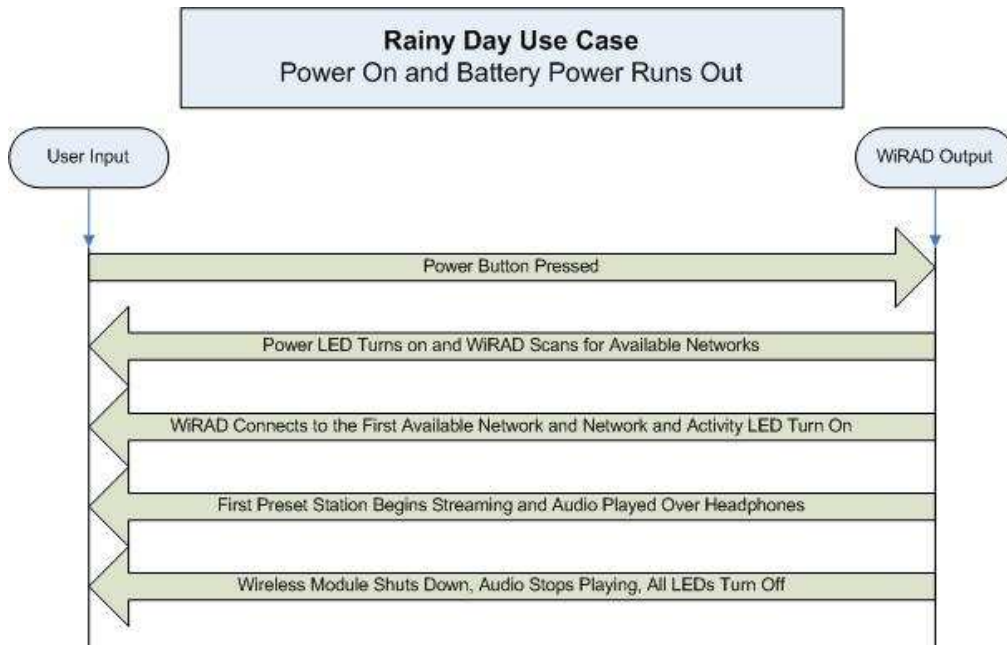 Rainy Day Use Case
Power On and Battery Power Runs Out
User Input
WiRAD Output
Power Button Pressed
Power LED Turns on and WiRAD Scans for Available Networks
WiRAD Connects to the First Available Network and Network and Activity LED Turn On
First Preset Station Begins Streaming and Audio Played Over Headphones
Wireless Module Shuts Down, Audio Stops Playing, All LEDs Turn Off